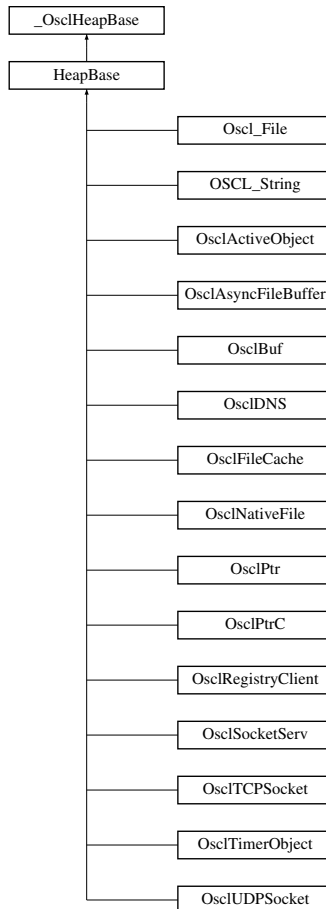 _OsclHeapBase
HeapBase
Oscl_File
OSCL_String
OsclActiveObject
OsclAsyncFileBuffer
OsclBuf
OsclDNS
OsclFileCache
OsclNativeFile
OsclPtr
OsclPtrC
OsclRegistryClient
OsclSocketServ
OsclTCPSocket
OsclTimerObject
OsclUDPSocket